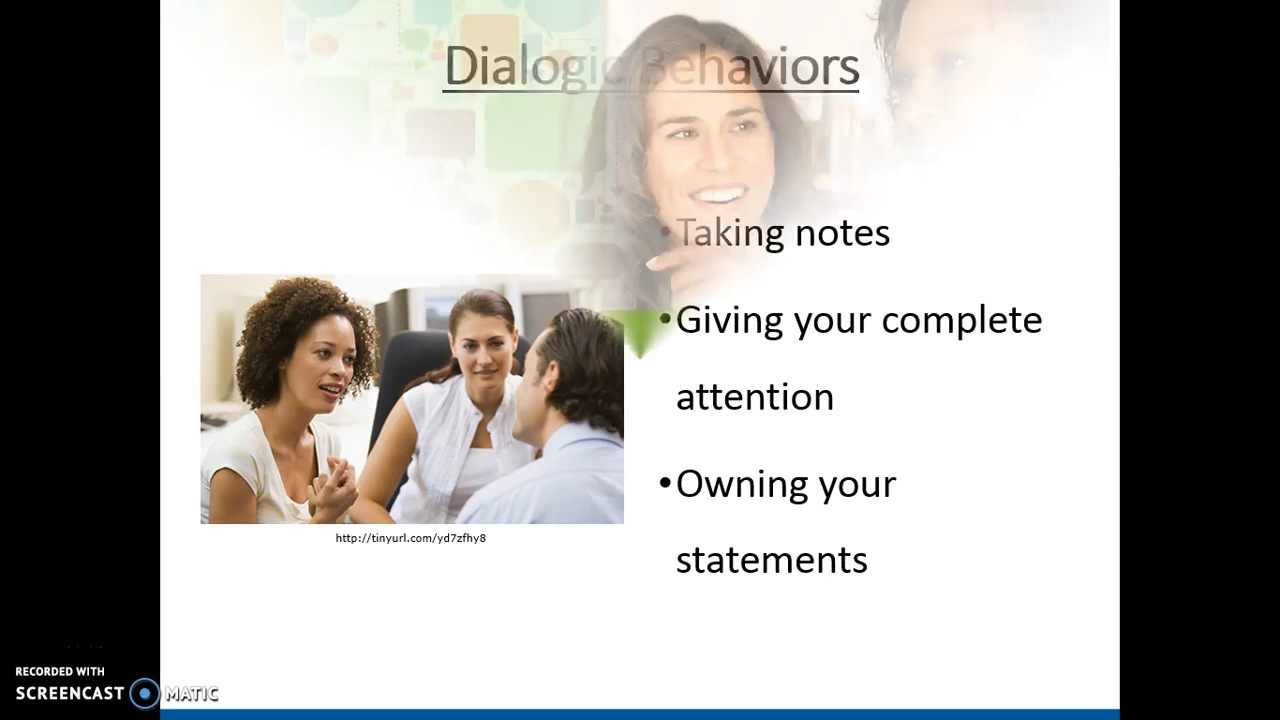 Dialogic Behaviors
•Taking notes
•Giving your complete
attention
•Owning your
statements
http://tinyurl.com/yd7zfhy8
RECORDED WITH
SCREENCAST MATIC